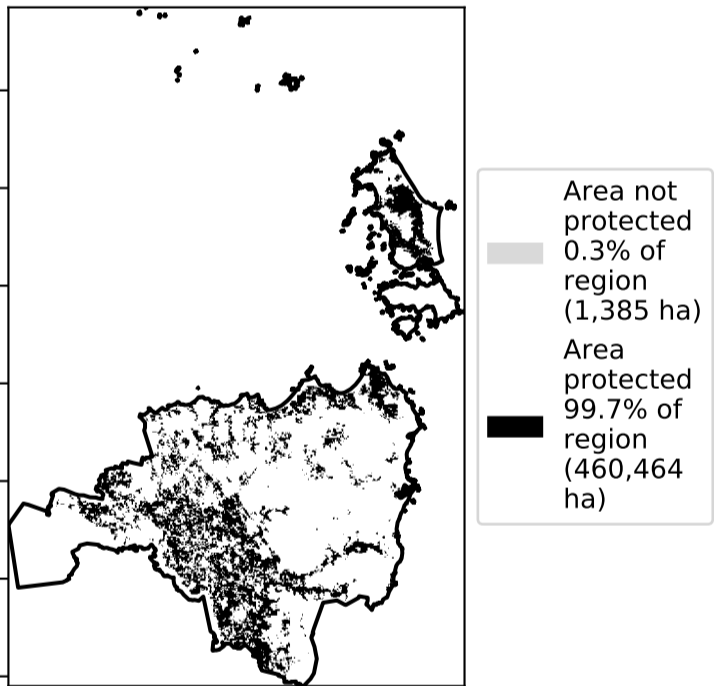 Area not
protected
0.3% of
region
(1,385 ha)
Area
protected
99.7% of
region
(460,464
ha)